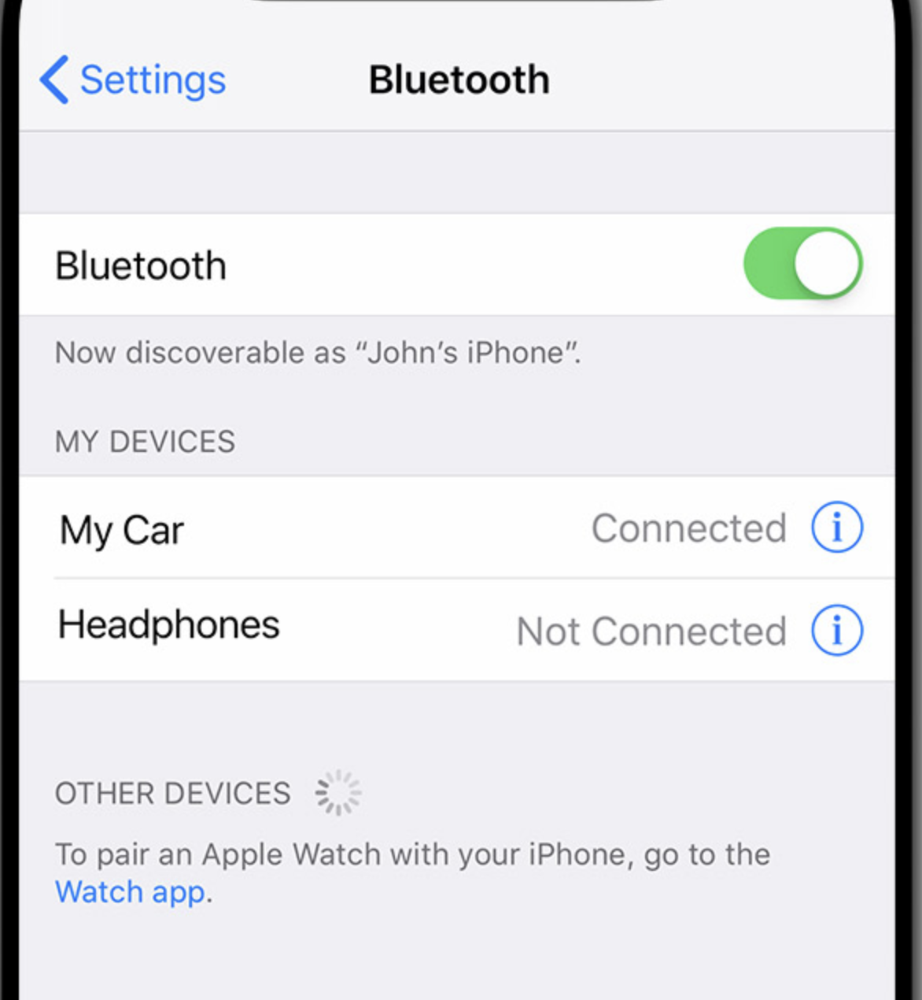 Settings
Bluetooth
Bluetooth
Now discoverable as “John’s iPhone”.
MY DEVICES
My Car Connected i
Headphones Not Connected i
OTHER DEVICES
To pair an Apple Watch with your iPhone, go to the
Watch app.